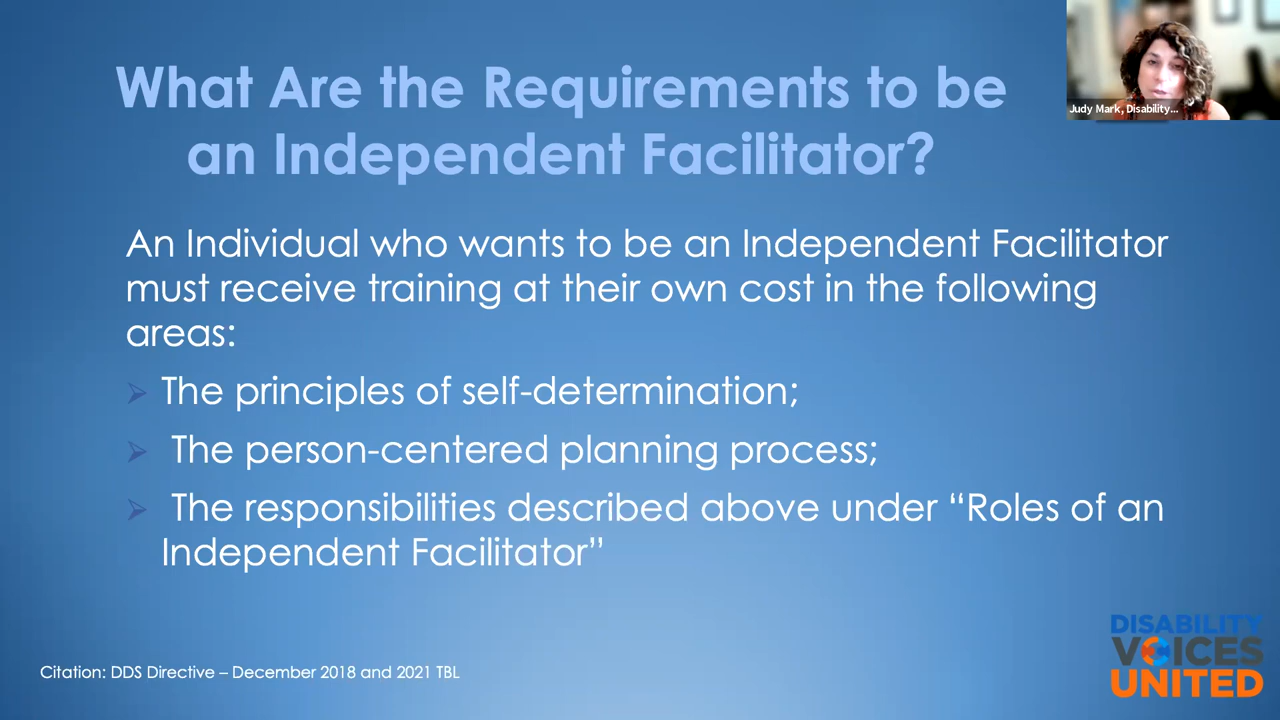 What Are the Requirements to be
an Independent Facilitator?
Judy Mark, Disability...
An Individual who wants to be an Independent Facilitator
must receive training at their own cost in the following
areas:
The principles of self-determination;
The person-centered planning process;
The responsibilities described above under “Roles of an
Independent Facilitator”
Citation: DDS Directive – December 2018 and 2021 TBL
DISABILITY
VOICES
UNITED